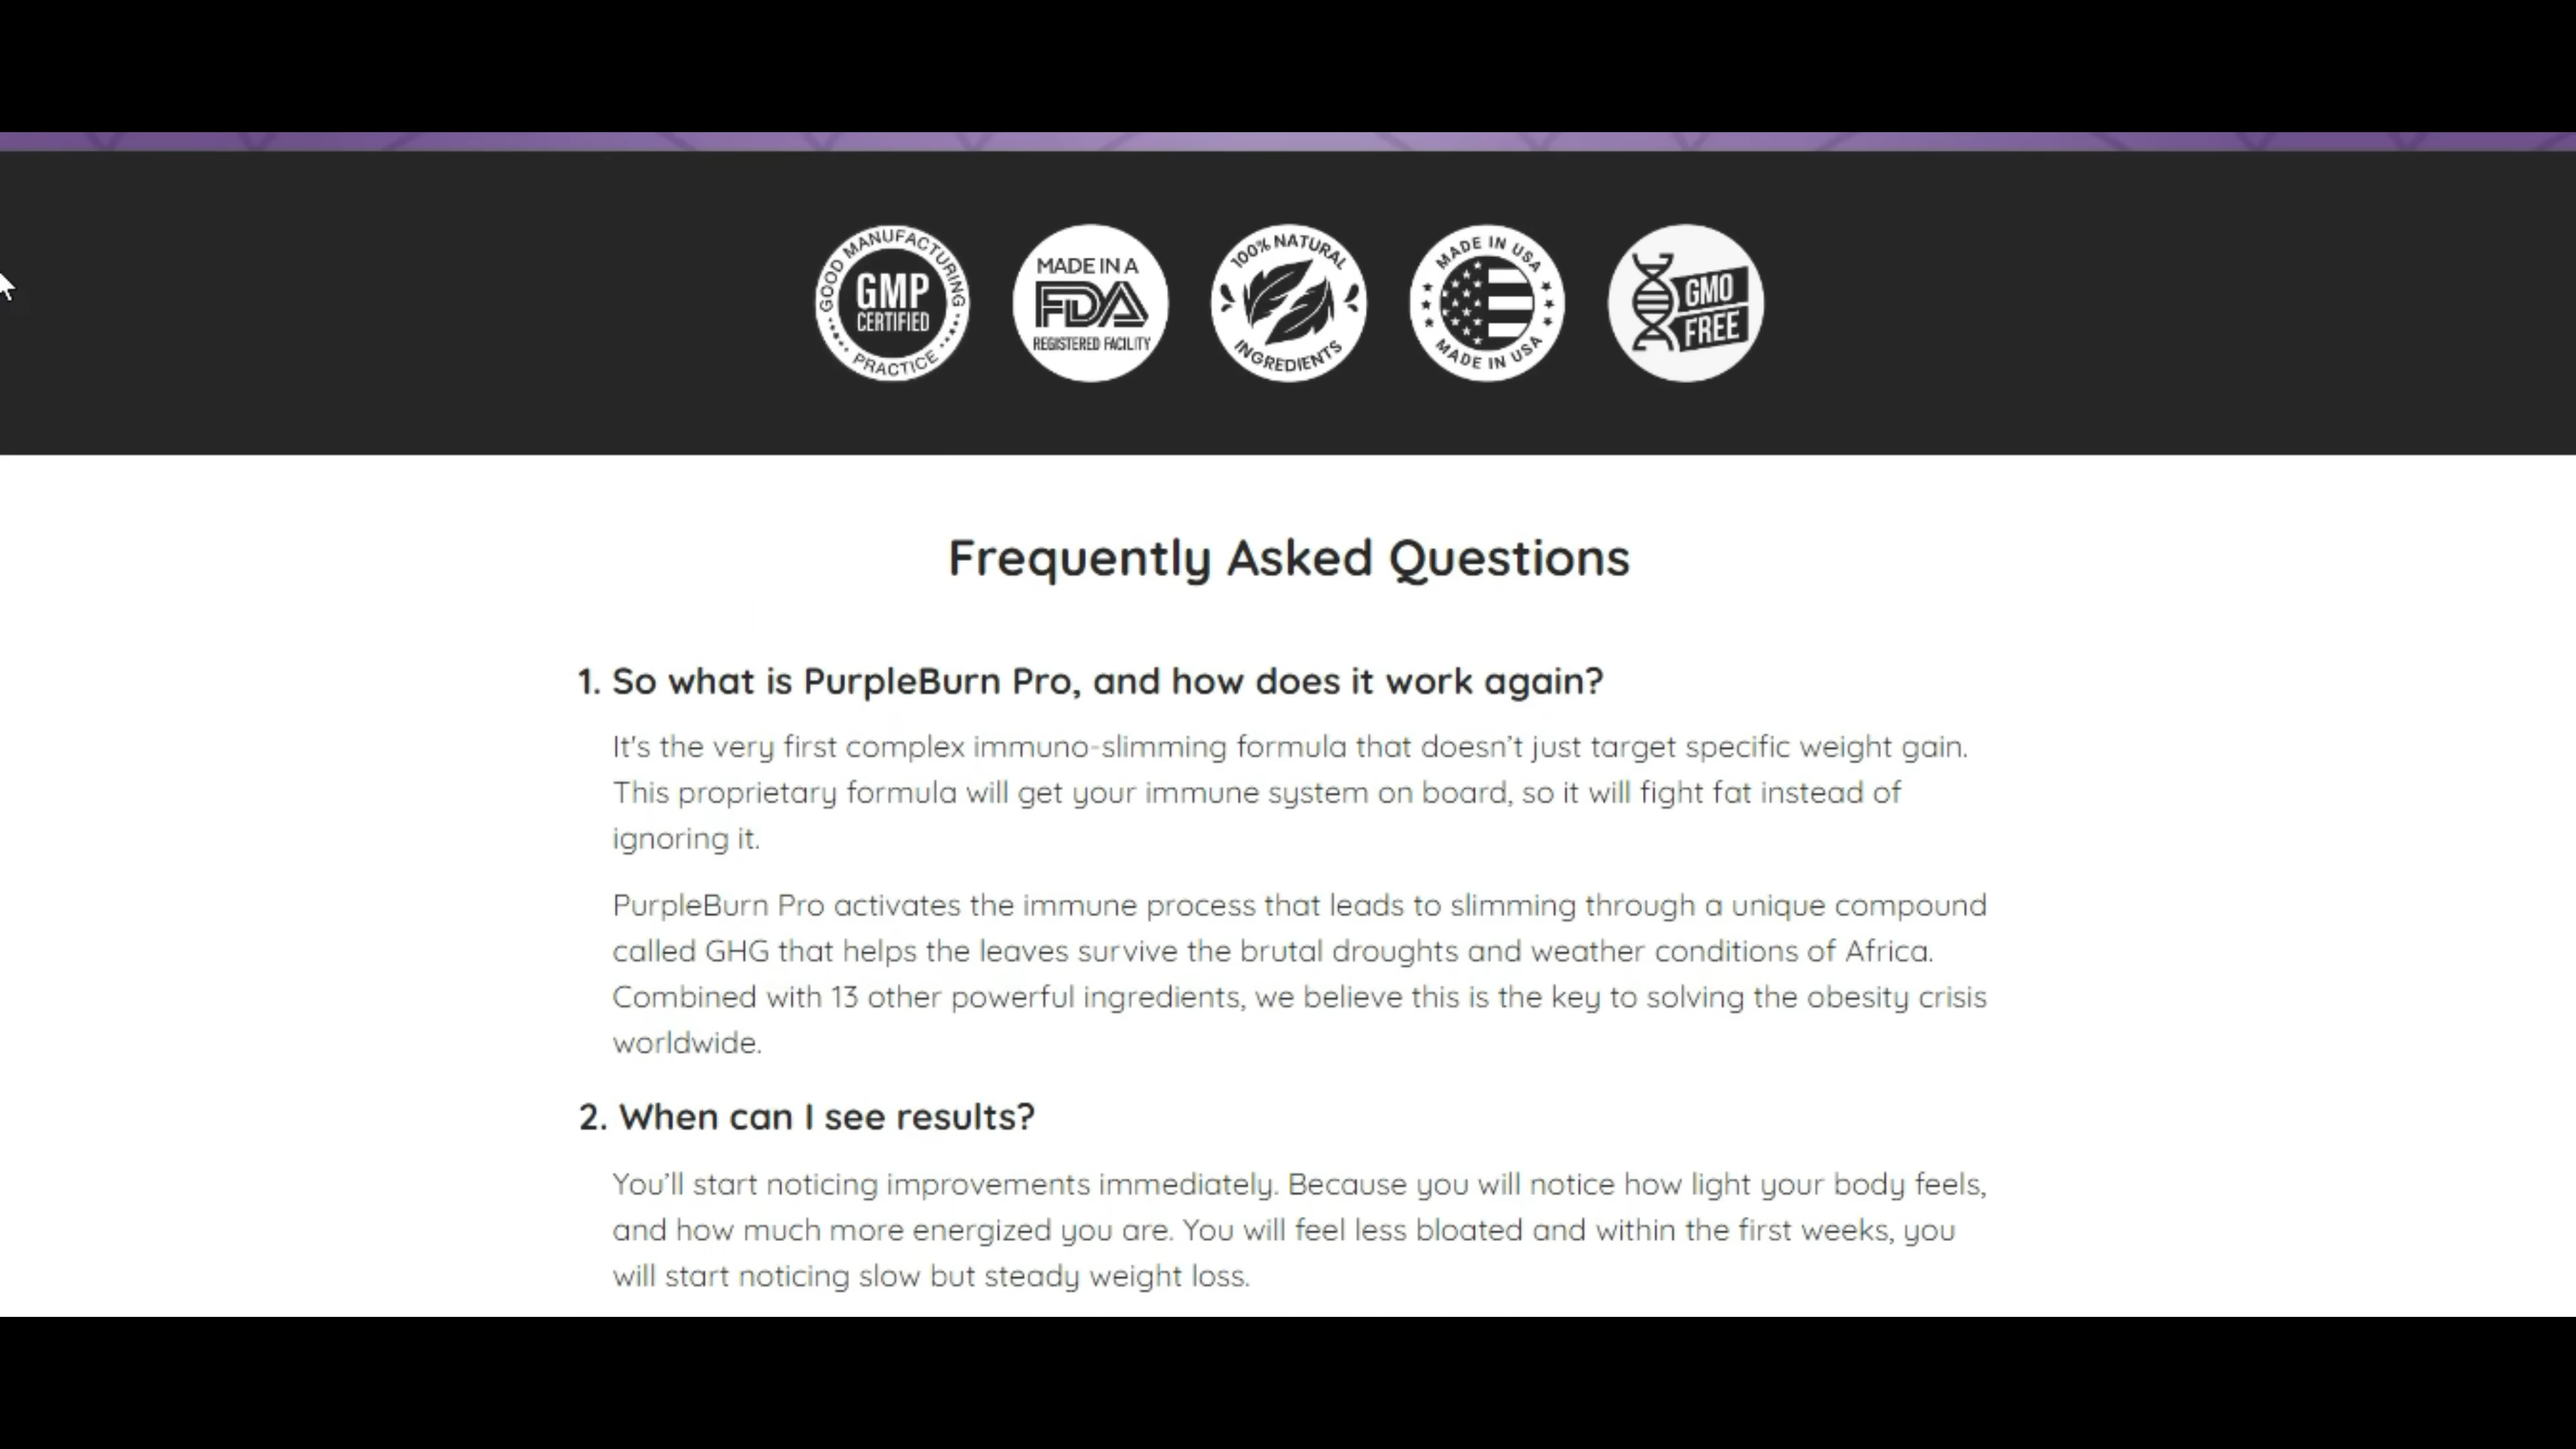 GOOD MANUFACTURING
GMP
CERTIFIED
PRACTICE
MADE IN A
FDA
REGISTERED FACILITY
100% NATURAL
INGREDIENTS
MADE IN USA
MADE IN USA
GMO
FREE
Frequently Asked Questions
1. So what is PurpleBurn Pro, and how does it work again?
It's the very first complex immuno-slimming formula that doesn't just target specific weight gain.
This proprietary formula will get your immune system on board, so it will fight fat instead of
ignoring it.
PurpleBurn Pro activates the immune process that leads to slimming through a unique compound
called GHG that helps the leaves survive the brutal droughts and weather conditions of Africa.
Combined with 13 other powerful ingredients, we believe this is the key to solving the obesity crisis
worldwide.
2. When can I see results?
You'll start noticing improvements immediately. Because you will notice how light your body feels,
and how much more energized you are. You will feel less bloated and within the first weeks, you
will start noticing slow but steady weight loss.